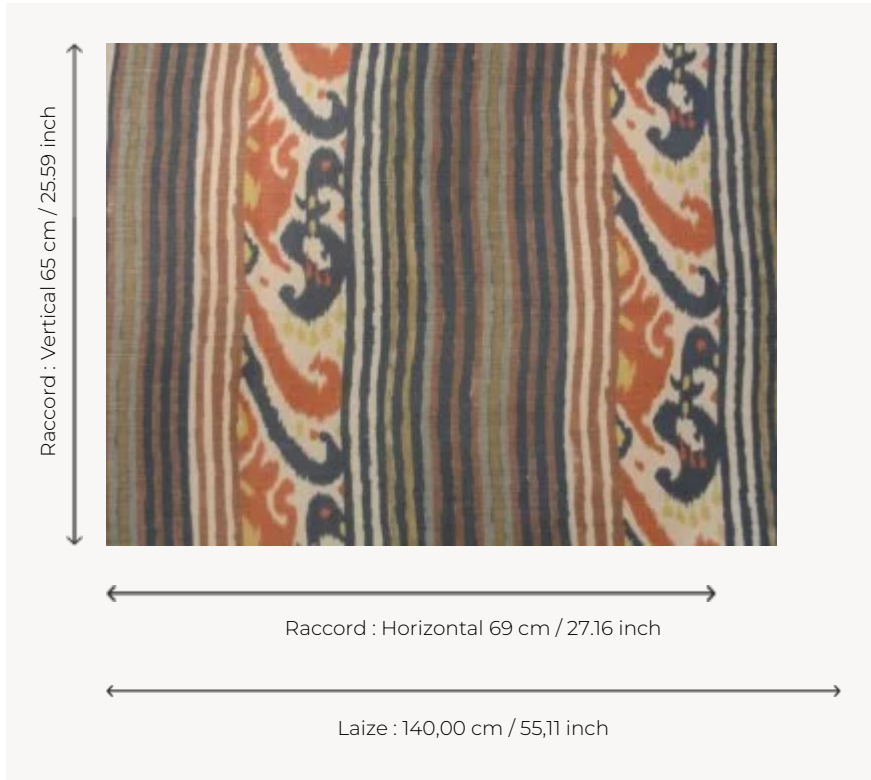 Raccord : Vertical 65 cm / 25.59 inch
Raccord : Horizontal 69 cm / 27.16 inch
Laize : 140,00 cm / 55,11 inch